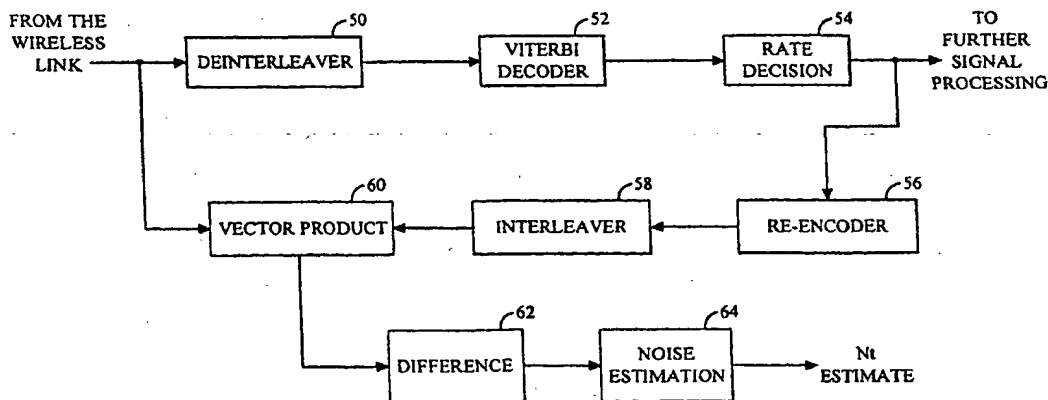 FROM THE
WIRELESS
LINK
50
DEINTERLEAVER
52
VITERBI
DECODER
54
RATE
DECISION
TO
FURTHER
SIGNAL
PROCESSING
60
VECTOR PRODUCT
58
INTERLEAVER
56
RE-ENCODER
62
DIFFERENCE
64
NOISE
ESTIMATION
Nt
ESTIMATE